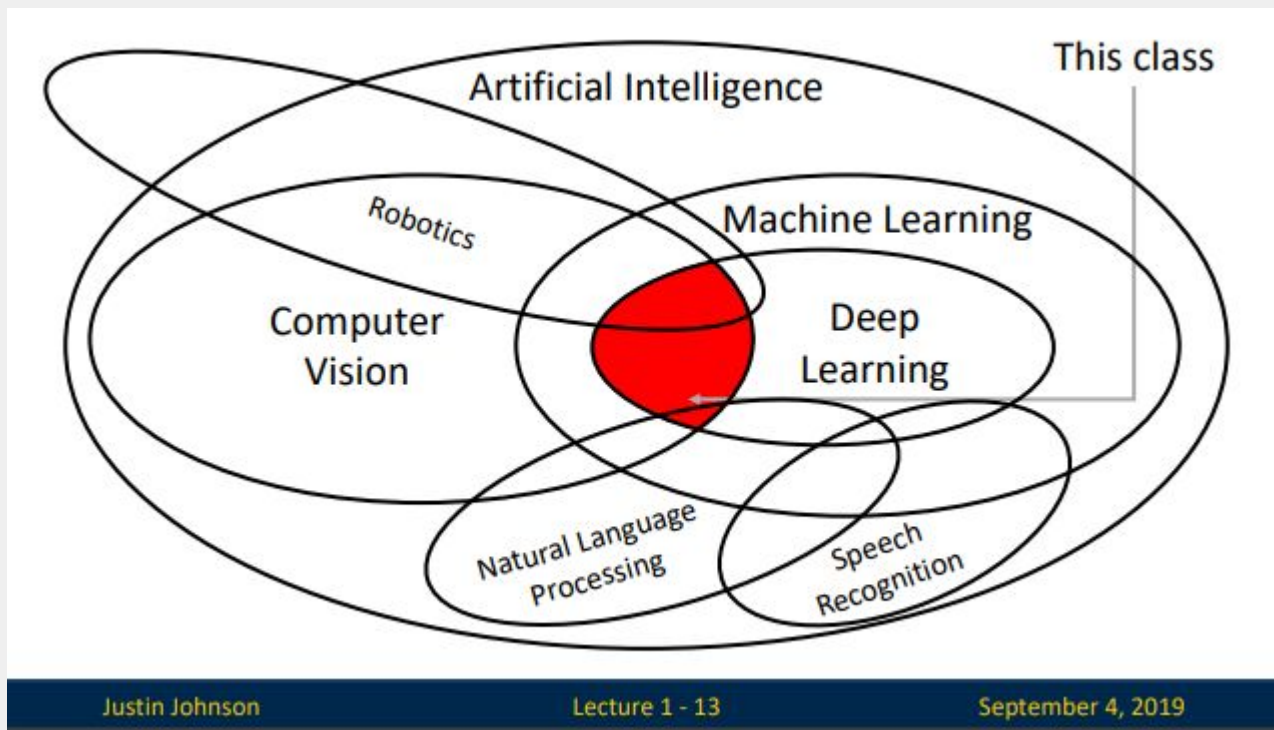 This class
Artificial Intelligence
Robotics
Machine Learning
Computer
Vision
Deep
Learning
Natural Language
Processing
Speech
Recognition
Justin Johnson
Lecture 1 - 13
September 4, 2019